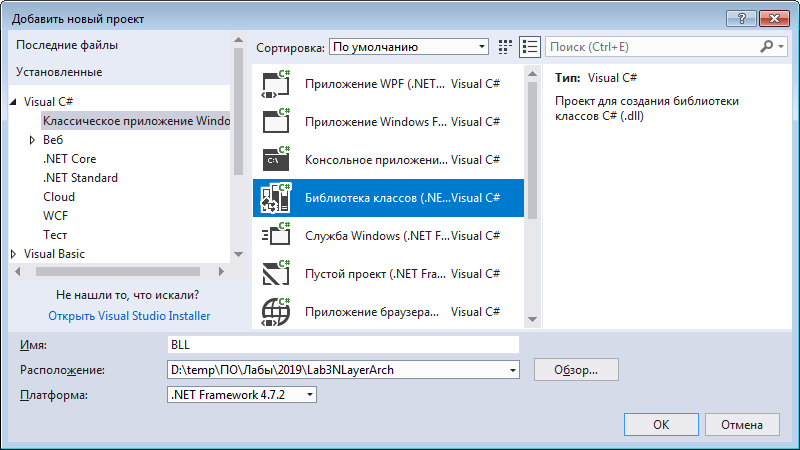 Добавить новый проект
Последние файлы
Установленные
Visual C#
Классическое приложение Windo
Веб
.NET Core
.NET Standard
Cloud
WCF
Тест
Visual Basic
Не нашли то, что искали?
Открыть Visual Studio Installer
Сортировка: По умолчанию
Поиск (Ctrl+E)
C# Приложение WPF (.NET... Visual C#
C# Приложение Windows F... Visual C#
C# C:\ Консольное приложени... Visual C#
C# Библиотека классов (.NE... Visual C#
C# Служба Windows (.NET F... Visual C#
C# Пустой проект (.NET Fra... Visual C#
C# Приложение браузера... Visual C#
Тип: Visual C#
Проект для создания библиотеки
классов C# (.dll)
Имя: BLL
Расположение: D:\temp\ПО\Лабы\2019\Lab3NLayerArch Обзор...
Платформа: .NET Framework 4.7.2
ОК Отмена